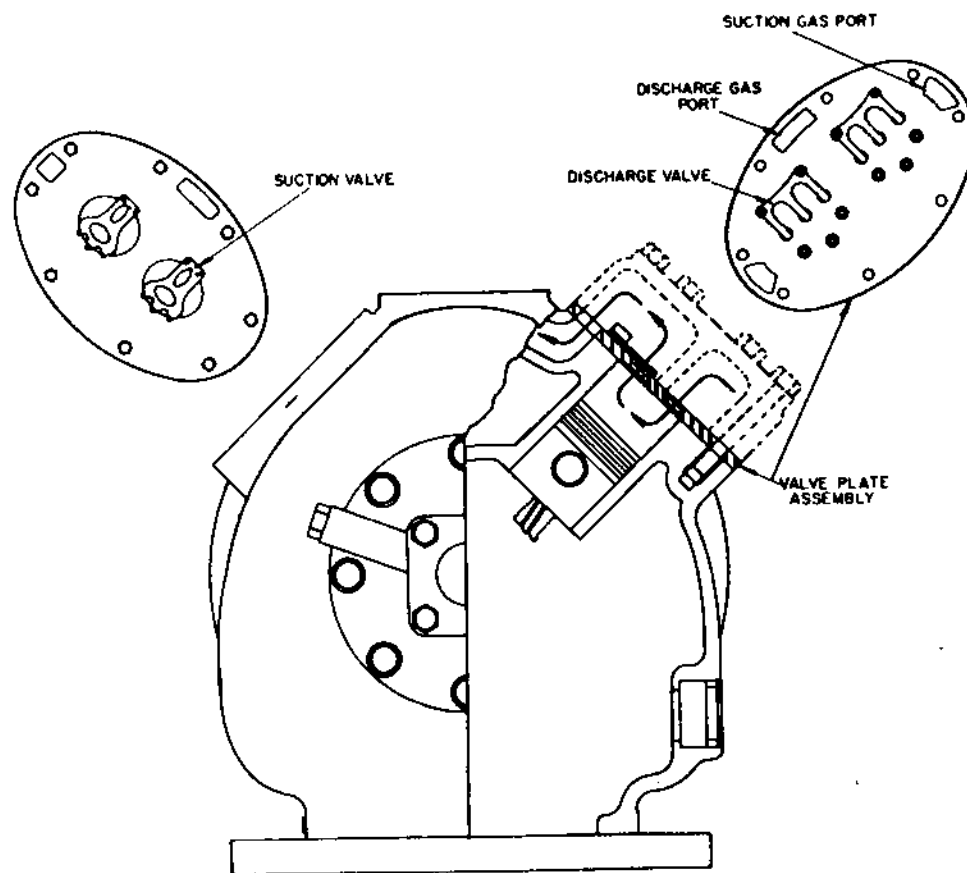 SUCTION GAS PORT
DISCHARGE GAS
PORT
SUCTION VALVE
DISCHARGE VALVE
VALVE PLATE
ASSEMBLY